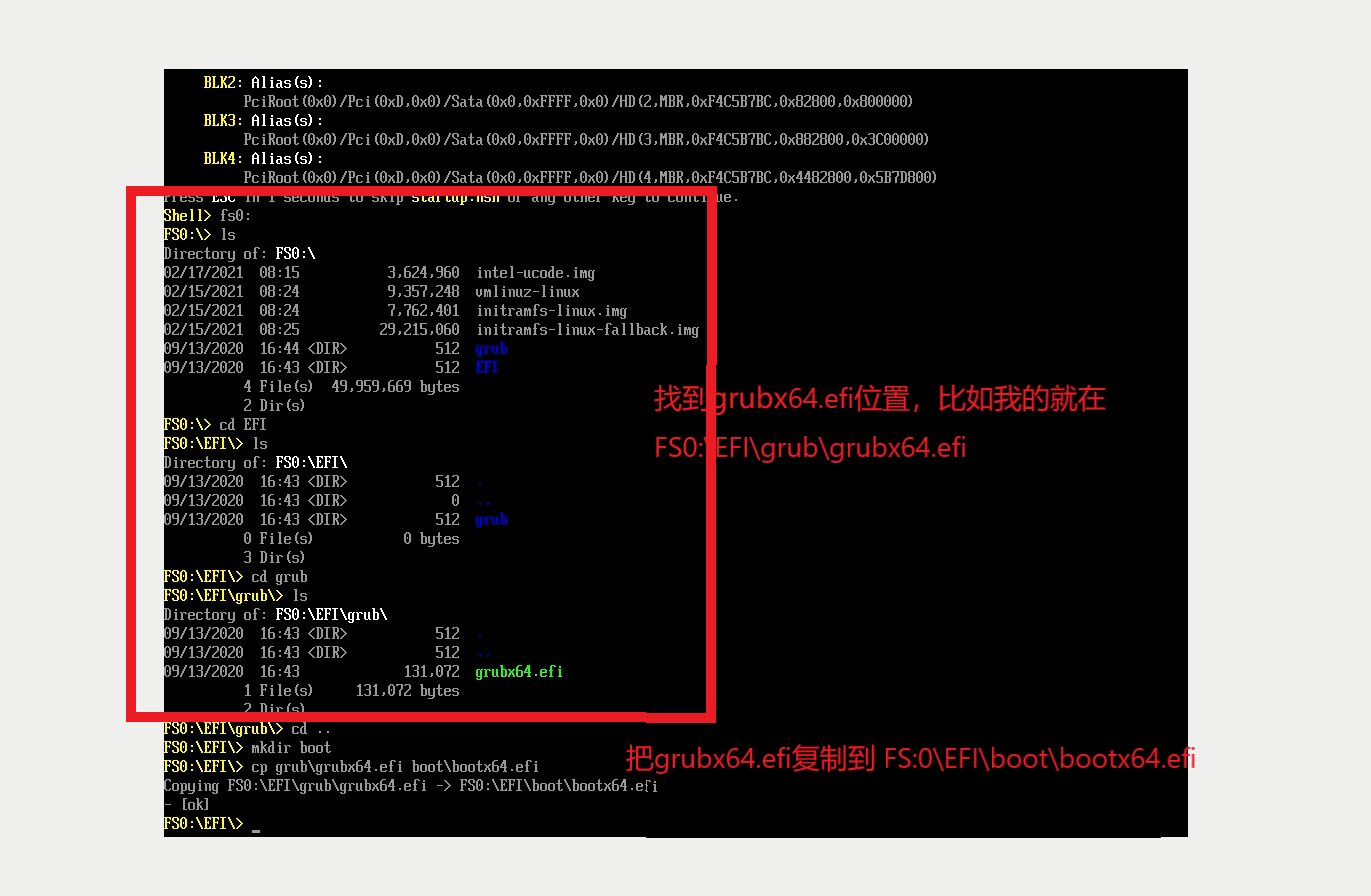 BLK2: Alias(s):
PciRoot(0x0)/Pci(0xD,0x0)/Sata(0x0,0xFFFF,0x0)/HD(2,MBR,0xF4C5B7BC,0x82800,0x800000)
BLK3: Alias(s):
PciRoot(0x0)/Pci(0xD,0x0)/Sata(0x0,0xFFFF,0x0)/HD(3,MBR,0xF4C5B7BC,0x882800,0x3C00000)
BLK4: Alias(s):
PciRoot(0x0)/Pci(0xD,0x0)/Sata(0x0,0xFFFF,0x0)/HD(4,MBR,0xF4C5B7BC,0x4482800,0x5B7D800)
Press ESC in 1 seconds to skip startup.nsh or any other key to continue.
Shell> fs0:
FS0:\> ls
Directory of: FS0:\
02/17/2021 08:15 3,624,960 intel-ucode.img
02/15/2021 08:24 9,357,248 vmlinuz-linux
02/15/2021 08:24 7,762,401 initramfs-linux.img
02/15/2021 08:25 29,215,060 initramfs-linux-fallback.img
09/13/2020 16:44 <DIR> 512 grub
09/13/2020 16:43 <DIR> 512 EFI
4 File(s) 49,959,669 bytes
2 Dir(s)
找到grubx64.efi位置，比如我的就在
FS0:\EFI\grub\grubx64.efi
FS0:\> cd EFI
FS0:\EFI\> ls
Directory of: FS0:\EFI\
09/13/2020 16:43 <DIR> 512 .
09/13/2020 16:43 <DIR> 0 ..
09/13/2020 16:43 <DIR> 512 grub
0 File(s) 0 bytes
3 Dir(s)
FS0:\EFI\> cd grub
FS0:\EFI\grub\> ls
Directory of: FS0:\EFI\grub\
09/13/2020 16:43 <DIR> 512 .
09/13/2020 16:43 <DIR> 512 ..
09/13/2020 16:43 131,072 grubx64.efi
1 File(s) 131,072 bytes
2 Dir(s)
FS0:\EFI\grub\> cd ..
FS0:\EFI\> mkdir boot
FS0:\EFI\> cp grub\grubx64.efi boot\bootx64.efi
把grubx64.efi复制到 FS:0\EFI\boot\bootx64.efi
Copying FS0:\EFI\grub\grubx64.efi -> FS0:\EFI\boot\bootx64.efi
- [ok]
FS0:\EFI\> _